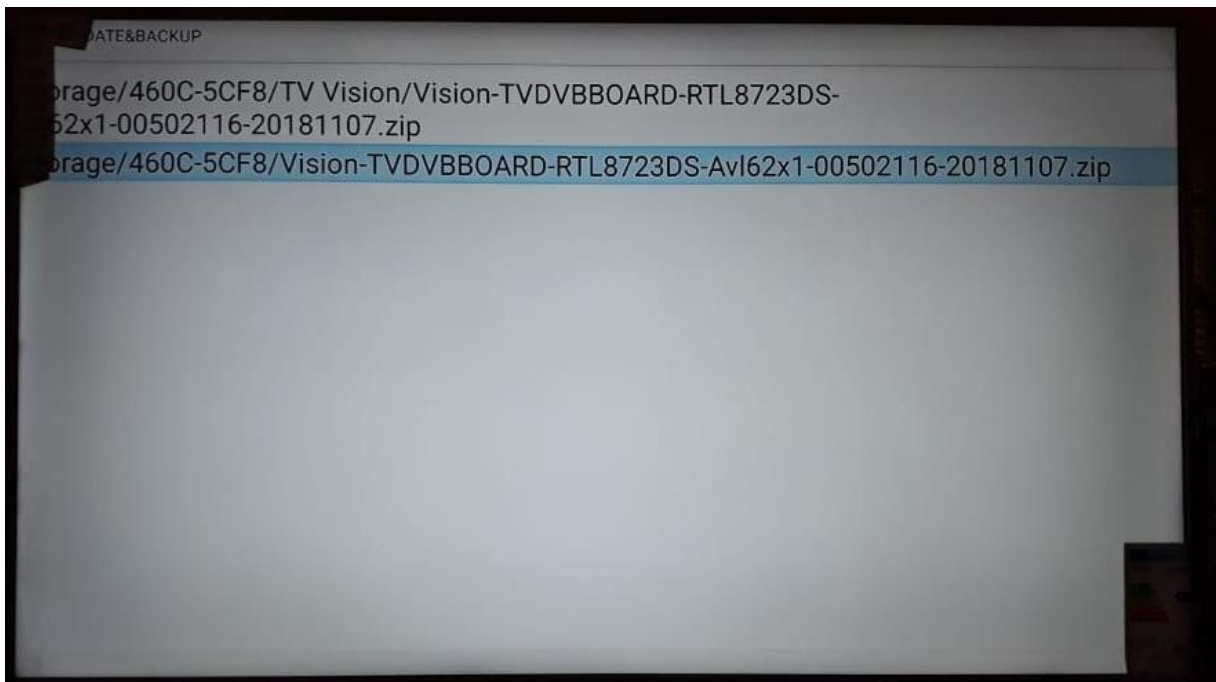 DATE&BACKUP
orage/460C-5CF8/TV Vision/Vision-TVDVBBOARD-RTL8723DS-
62x1-00502116-20181107.zip
orage/460C-5CF8/Vision-TVDVBBOARD-RTL8723DS-Avl62x1-00502116-20181107.zip